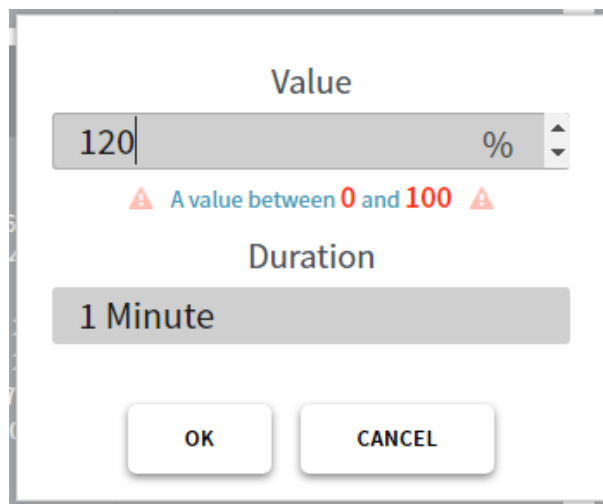 Value
120 %
A value between 0 and 100
Duration
1 Minute
OK CANCEL